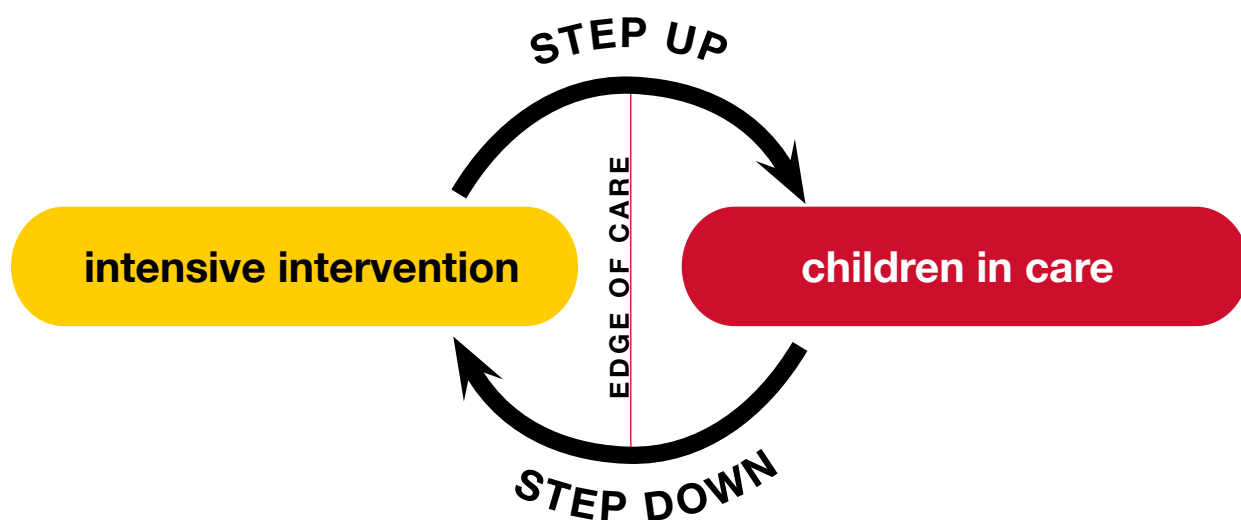 STEP UP
intensive intervention
EDGE OF CARE
children in care
STEP DOWN